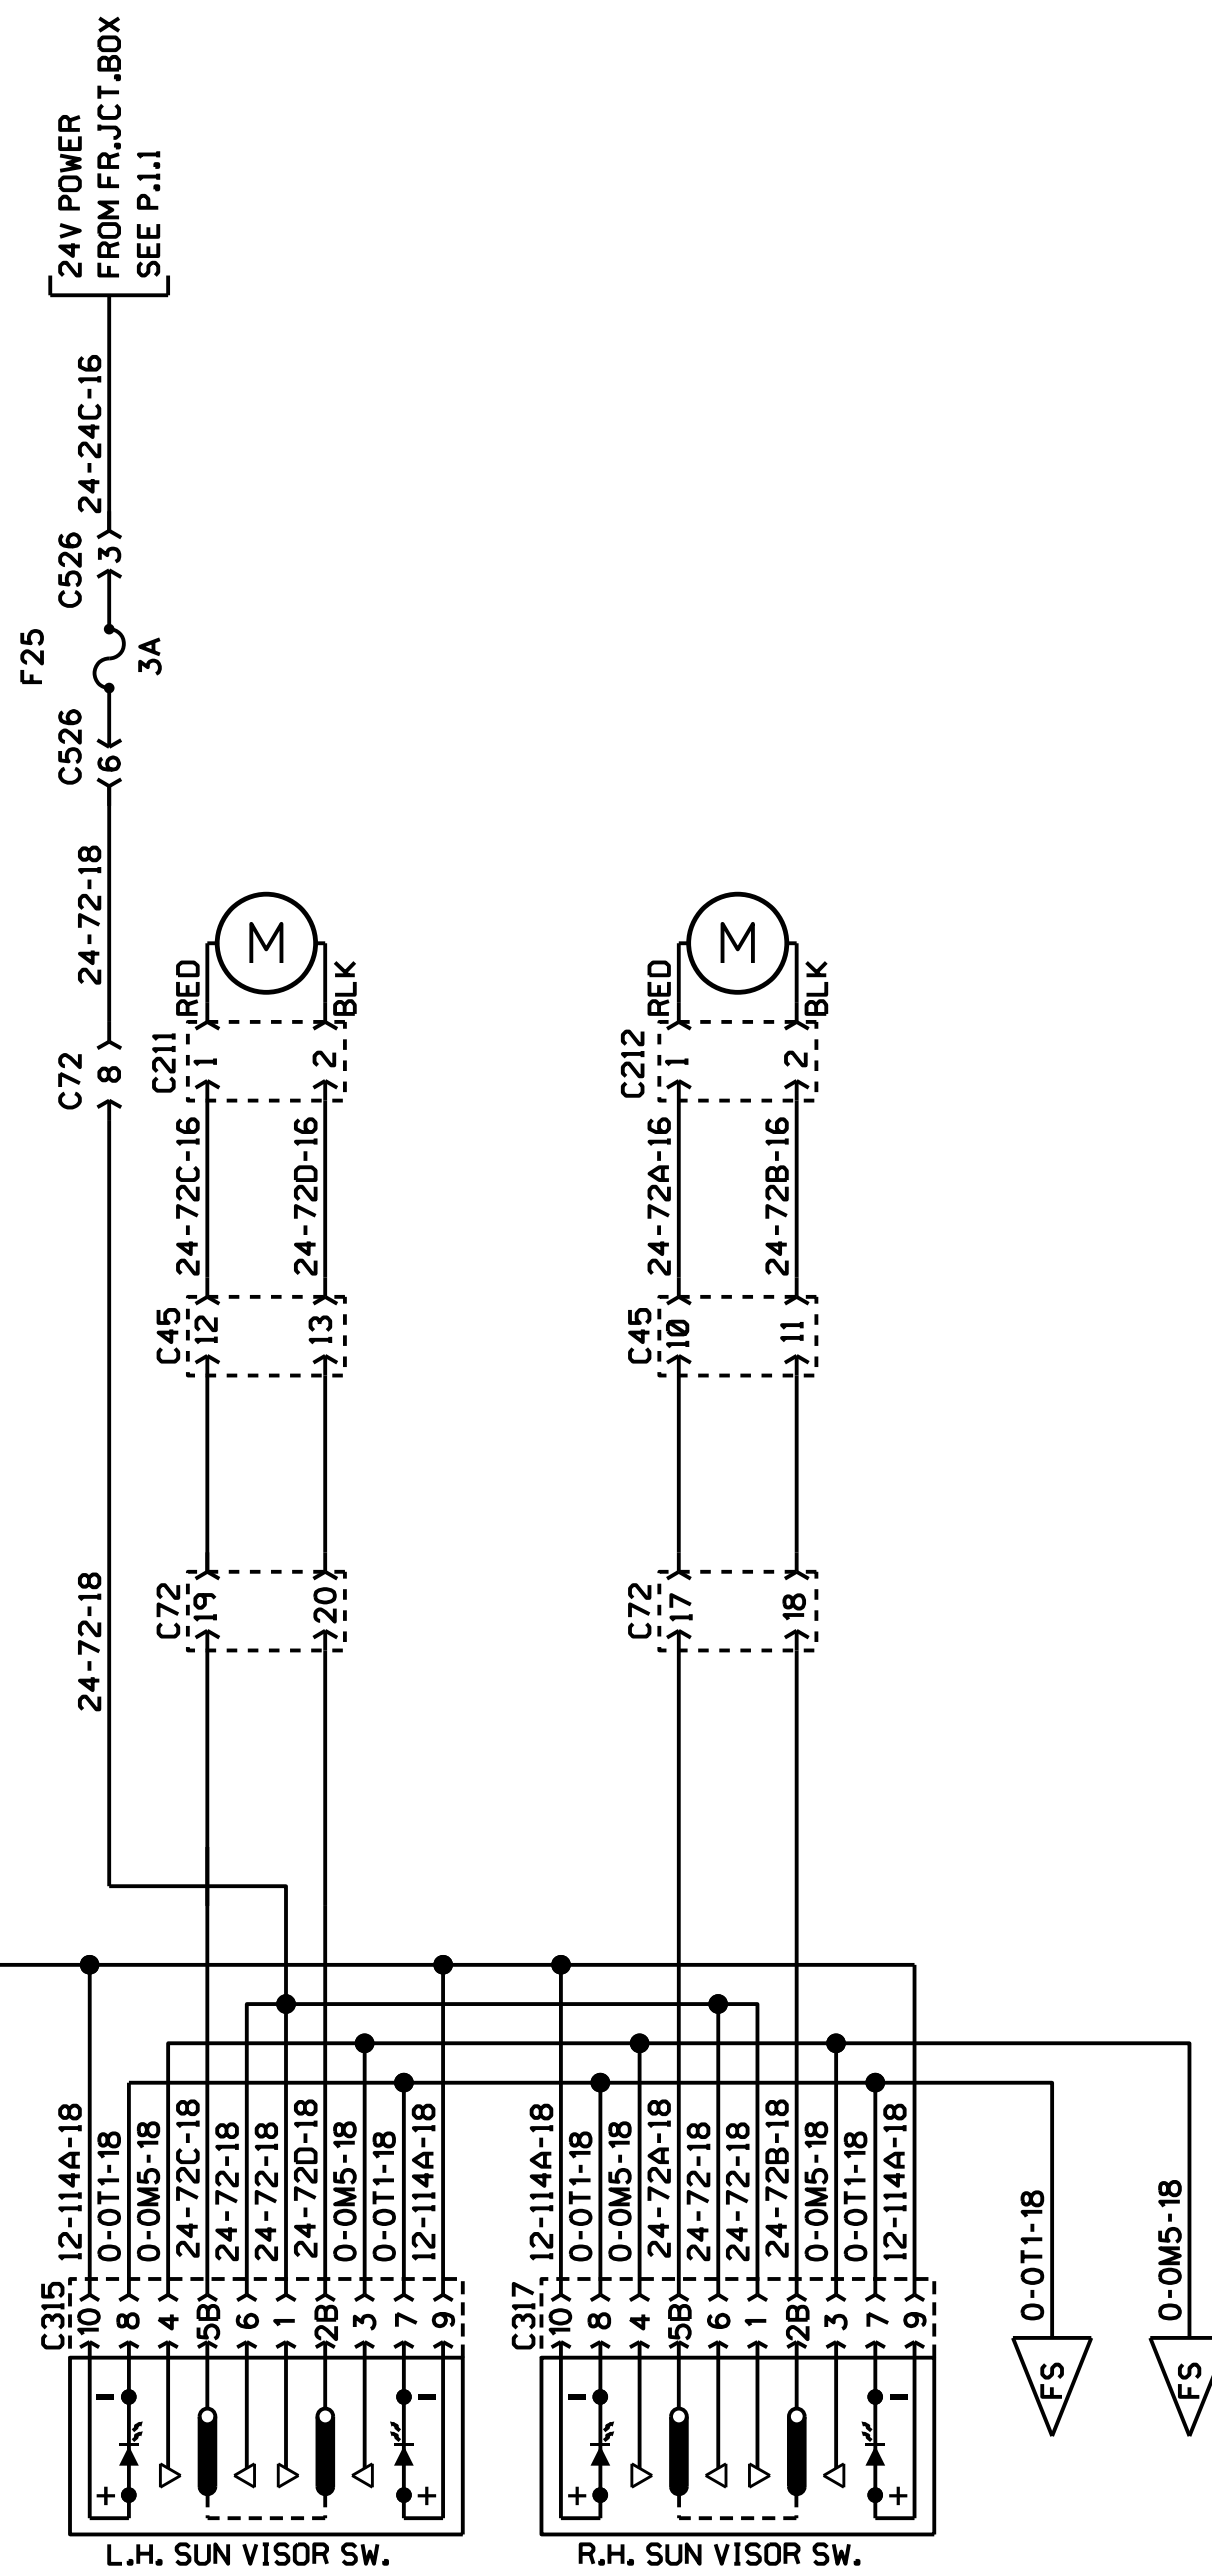 24V POWER
FROM FR.JCT.BOX
SEE P.1.1
24-24C-16
C526
3
F25
3A
C526
6
24-72-18
C72
8
24-72-18
M
RED
BLK
C211
1
2
24-72C-16
24-72D-16
C45
12
13
C72
19
20
M
RED
BLK
C212
1
2
24-72A-16
24-72B-16
C45
10
11
C72
17
18
12-114A-18
0-0T1-18
0-0M5-18
24-72C-18
24-72-18
24-72-18
24-72D-18
0-0M5-18
0-0T1-18
12-114A-18
C315
10
8
4
5B
6
1
2B
3
7
9
- -
+ +
L.H. SUN VISOR SW.
12-114A-18
0-0T1-18
0-0M5-18
24-72A-18
24-72-18
24-72-18
24-72B-18
0-0M5-18
0-0T1-18
12-114A-18
C317
10
8
4
5B
6
1
2B
3
7
9
- -
+ +
R.H. SUN VISOR SW.
0-0T1-18
FS
0-0M5-18
FS